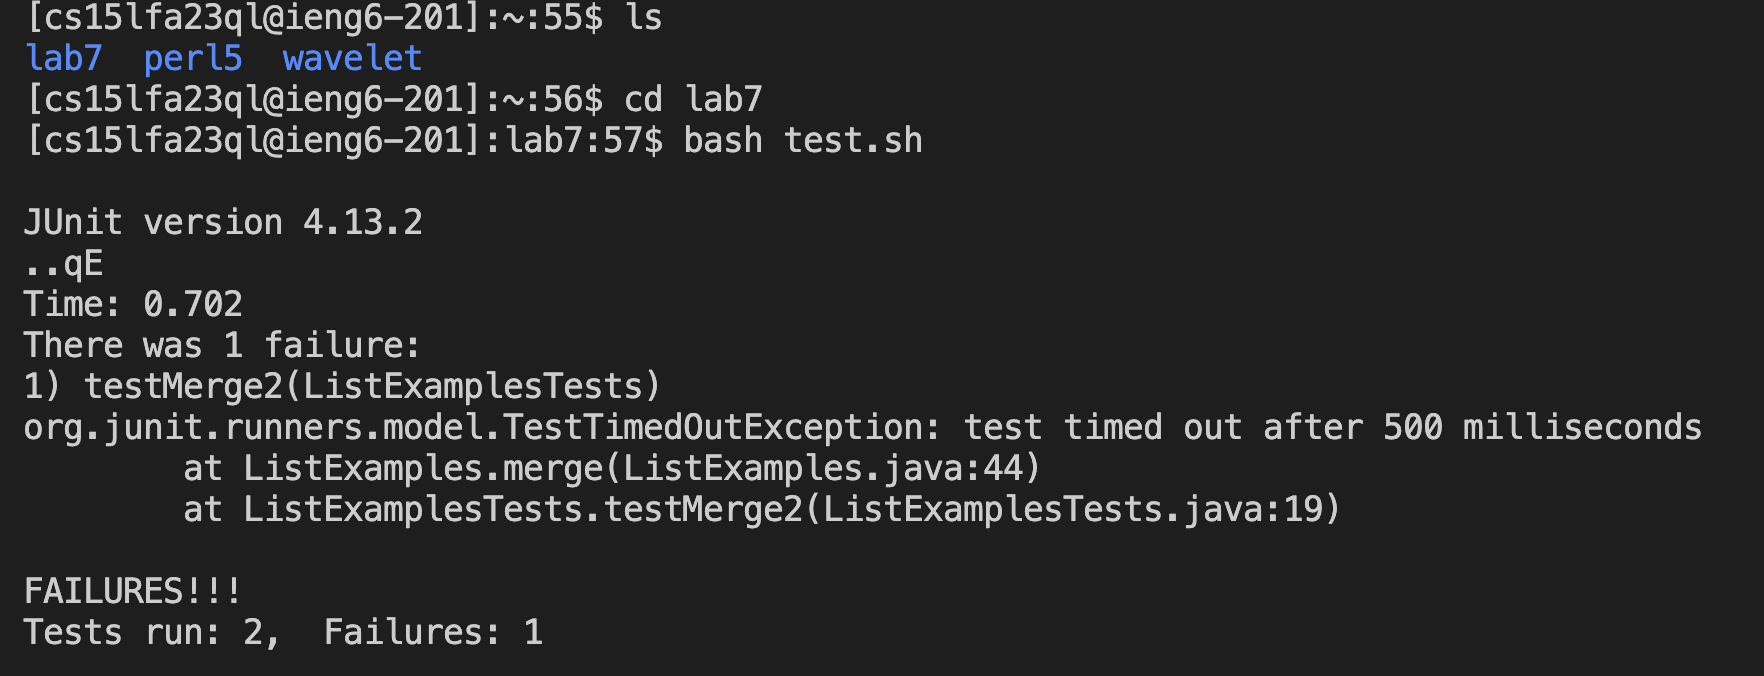 [cs15lfa23ql@ieng6-201]:~:55$ ls
lab7  perl5  wavelet
[cs15lfa23ql@ieng6-201]:~:56$ cd lab7
[cs15lfa23ql@ieng6-201]:lab7:57$ bash test.sh
JUnit version 4.13.2
..qE
Time: 0.702
There was 1 failure:
1) testMerge2(ListExamplesTests)
org.junit.runners.model.TestTimedOutException: test timed out after 500 milliseconds
        at ListExamples.merge(ListExamples.java:44)
        at ListExamplesTests.testMerge2(ListExamplesTests.java:19)
FAILURES!!!
Tests run: 2,  Failures: 1